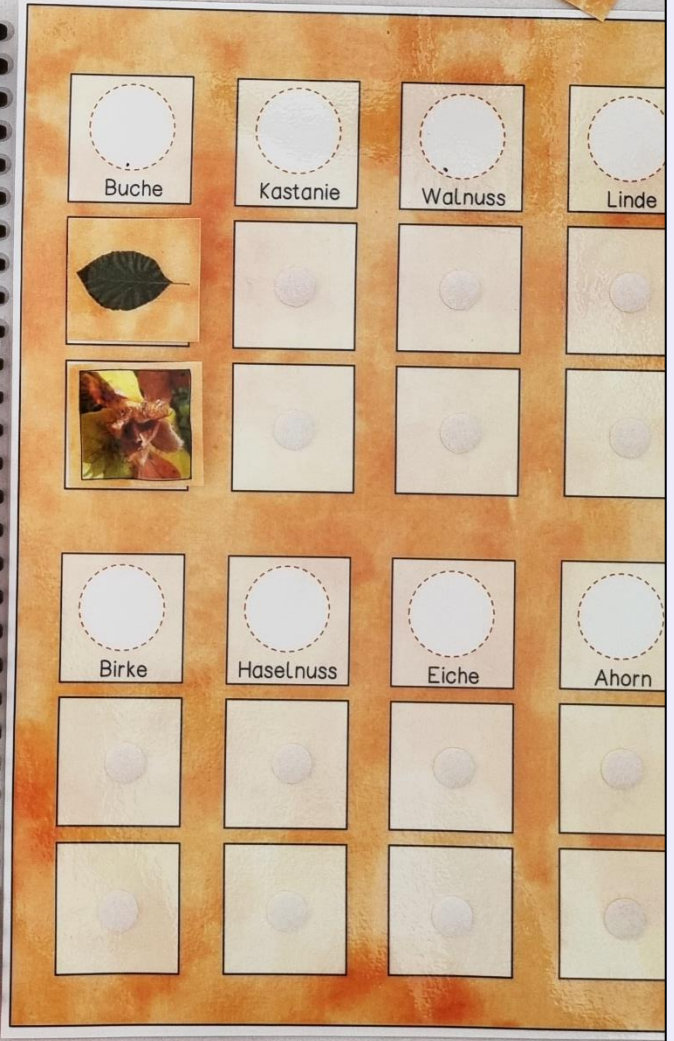 Buche
Kastanie
Walnuss
Linde
Birke
Haselnuss
Eiche
Ahorn